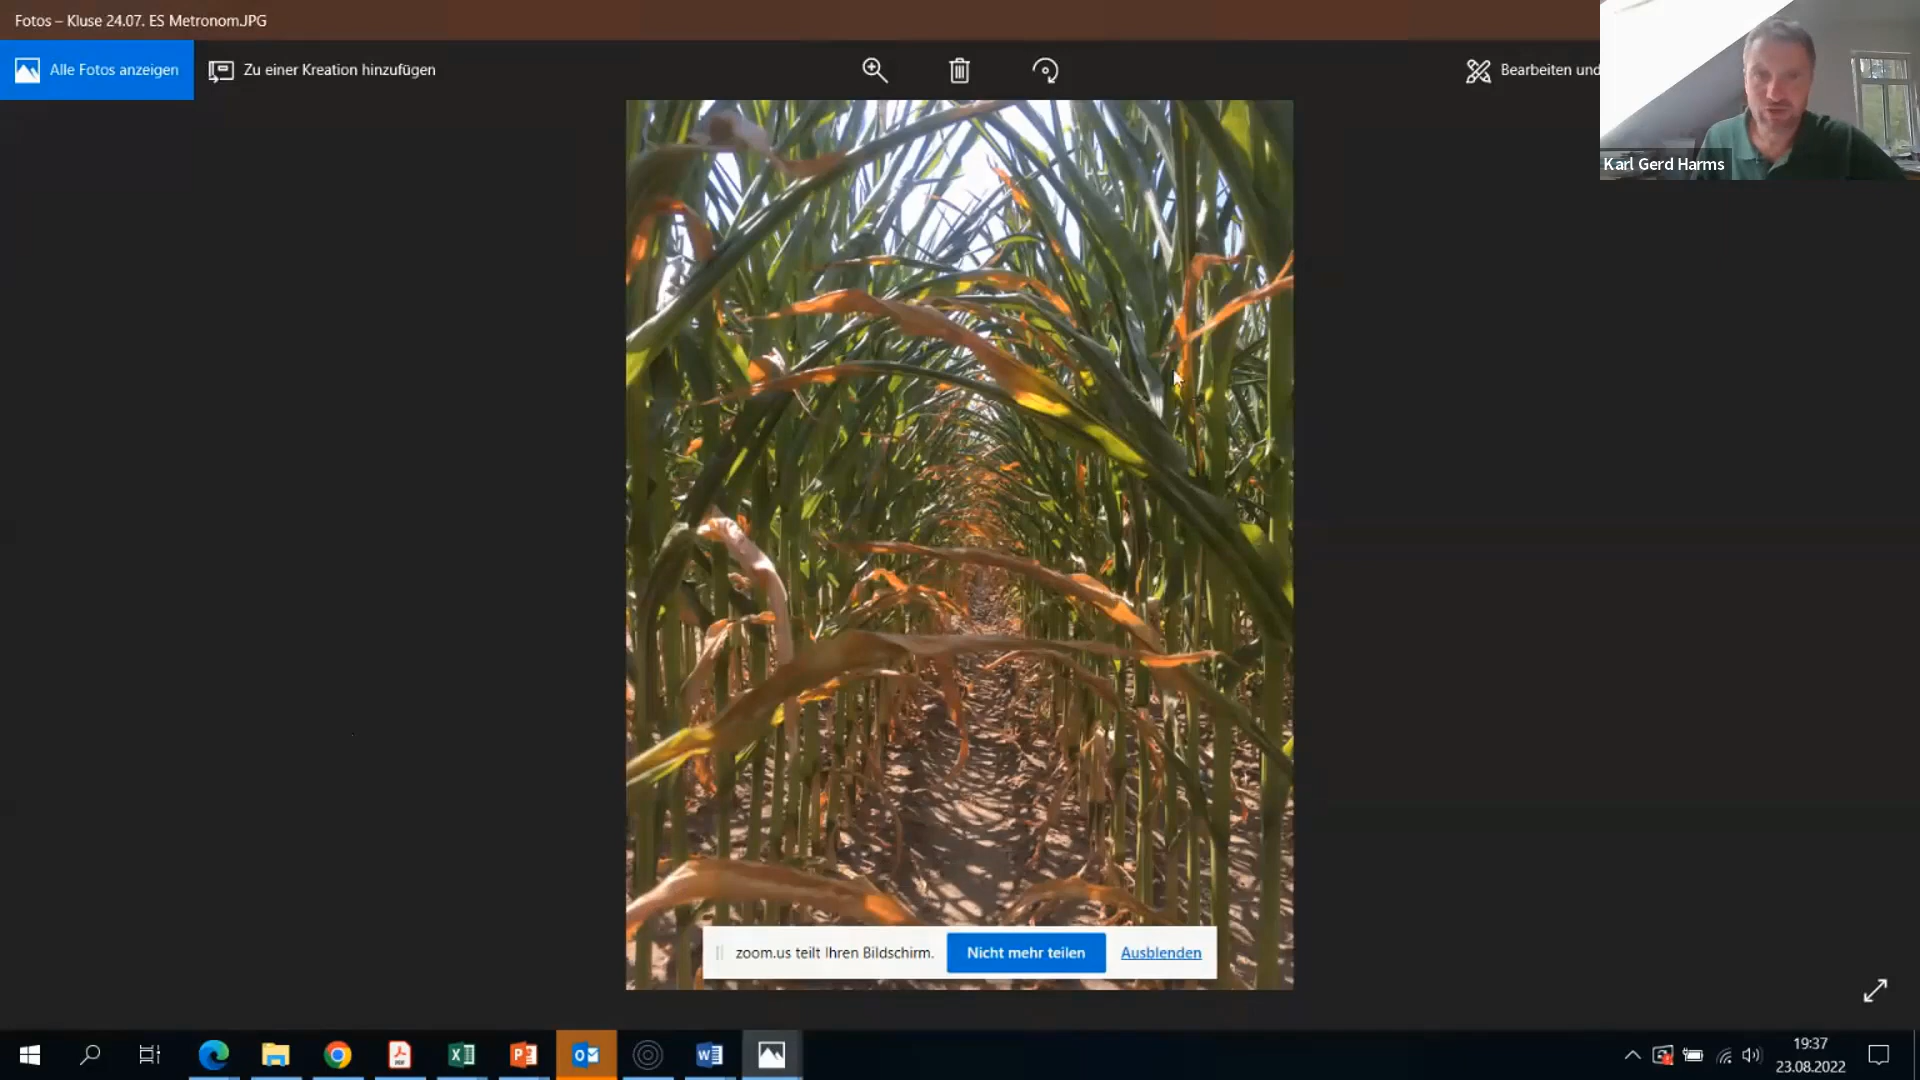 Fotos – Kluse 24.07. ES Metronom.JPG
Alle Fotos anzeigen
Zu einer Kreation hinzufügen
Bearbeiten und
Karl Gerd Harms
zoom.us teilt Ihren Bildschirm.
Nicht mehr teilen
Ausblenden
19:37
23.08.2022